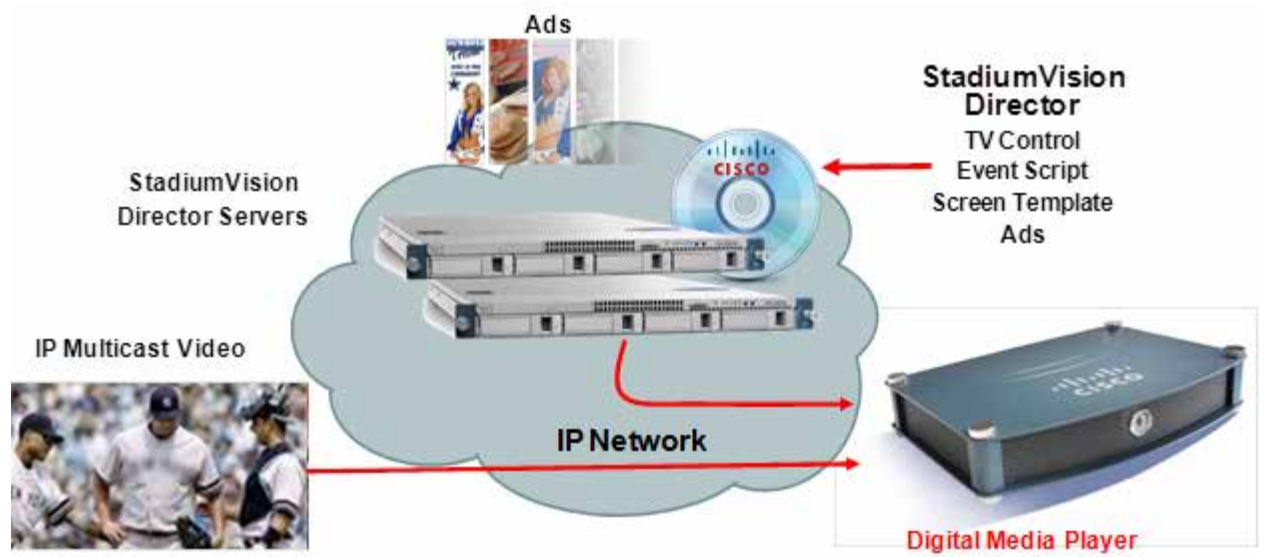 Ads
StadiumVision
Director
TV Control
Event Script
Screen Template
Ads
CISCO
StadiumVision
Director Servers
IP Multicast Video
IP Network
CISCO
Digital Media Player